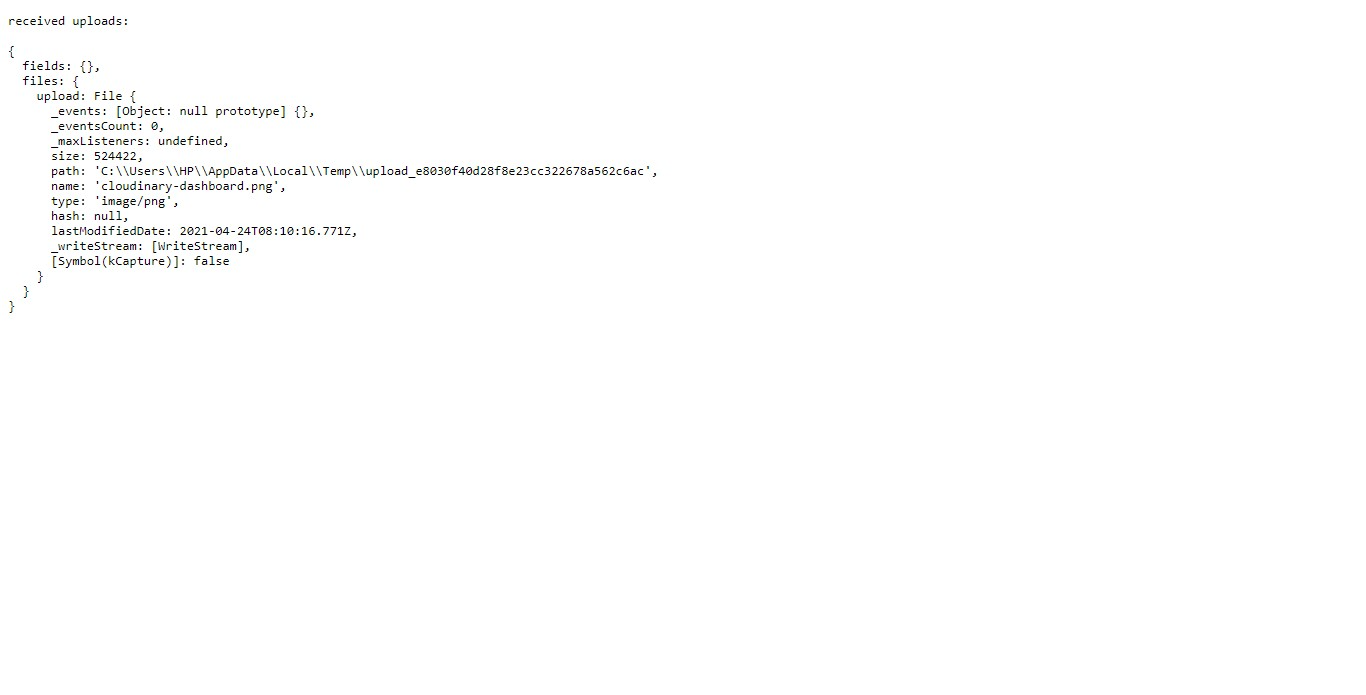 received uploads:
{
  fields: {},
  files: {
    upload: File {
      _events: [Object: null prototype] {},
      _eventsCount: 0,
      _maxListeners: undefined,
      size: 524422,
      path: 'C:\\Users\\HP\\AppData\\Local\\Temp\\upload_e8030f40d28f8e23cc322678a562c6ac',
      name: 'cloudinary-dashboard.png',
      type: 'image/png',
      hash: null,
      lastModifiedDate: 2021-04-24T08:10:16.771Z,
      _writeStream: [WriteStream],
      [Symbol(kCapture)]: false
    }
  }
}